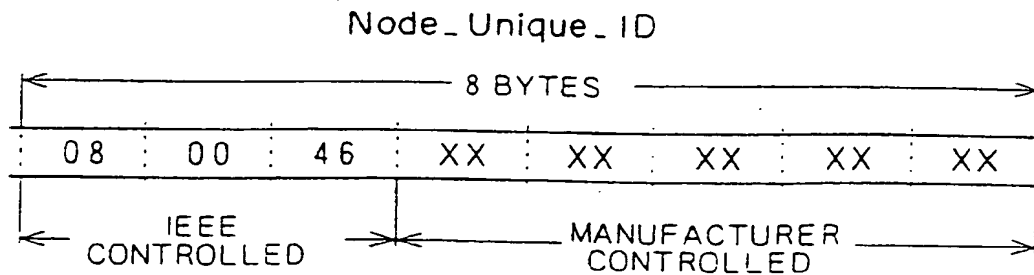 Node_Unique_ID
8 BYTES
08 00 46 XX XX XX XX XX
IEEE
CONTROLLED
MANUFACTURER
CONTROLLED